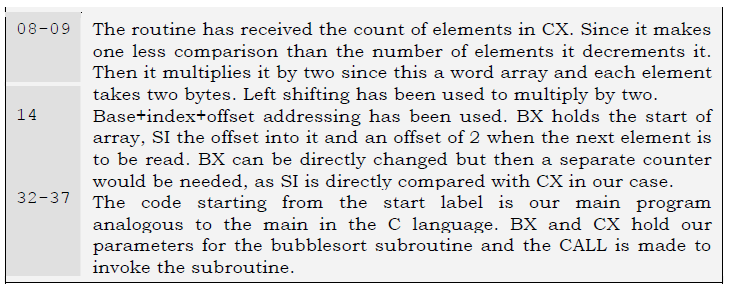 08-09 The routine has received the count of elements in CX. Since it makes
one less comparison than the number of elements it decrements it.
Then it multiplies it by two since this a word array and each element
takes two bytes. Left shifting has been used to multiply by two.
14 Base+index+offset addressing has been used. BX holds the start of
array, SI the offset into it and an offset of 2 when the next element is
to be read. BX can be directly changed but then a separate counter
would be needed, as SI is directly compared with CX in our case.
32-37 The code starting from the start label is our main program
analogous to the main in the C language. BX and CX hold our
parameters for the bubblesort subroutine and the CALL is made to
invoke the subroutine.